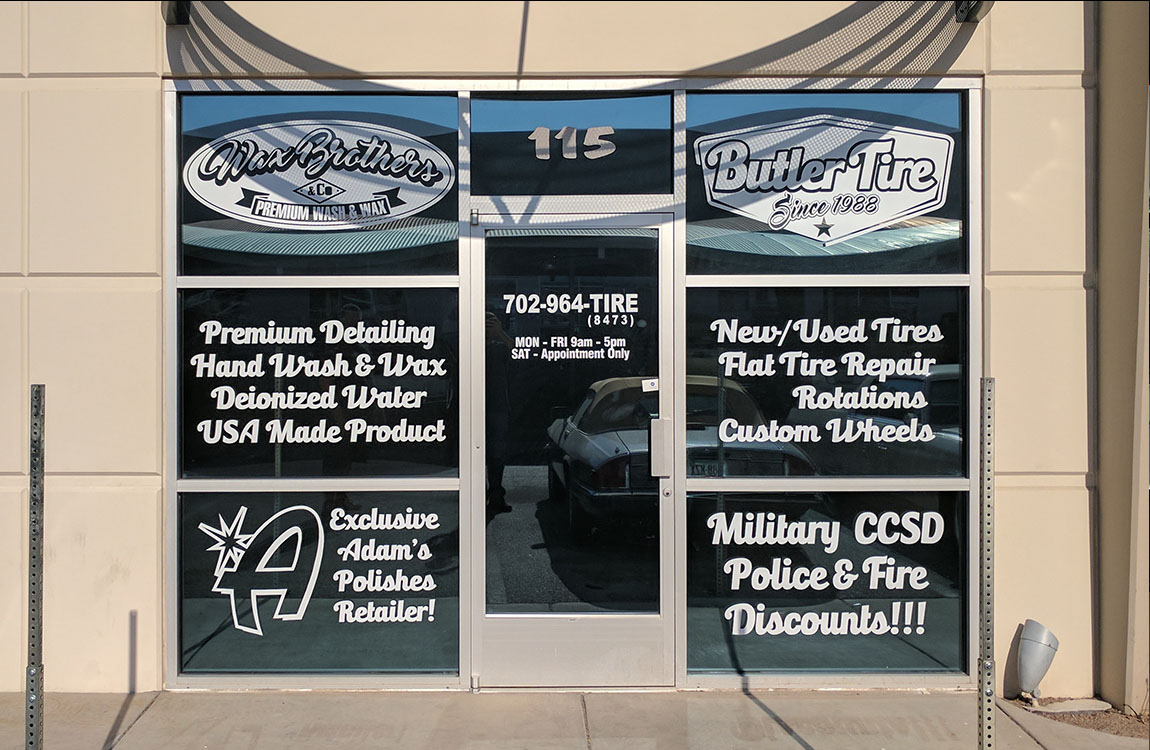 Wax Brothers
& Co
PREMIUM WASH & WAX
115
Butler Tire
Since 1988
Premium Detailing
Hand Wash & Wax
Deionized Water
USA Made Product
702-964-TIRE
(8473)
MON - FRI 9am - 5pm
SAT - Appointment Only
New/Used Tires
Flat Tire Repair
Rotations
Custom Wheels
A
Exclusive
Adam's
Polishes
Retailer!
Military CCSD
Police & Fire
Discounts!!!